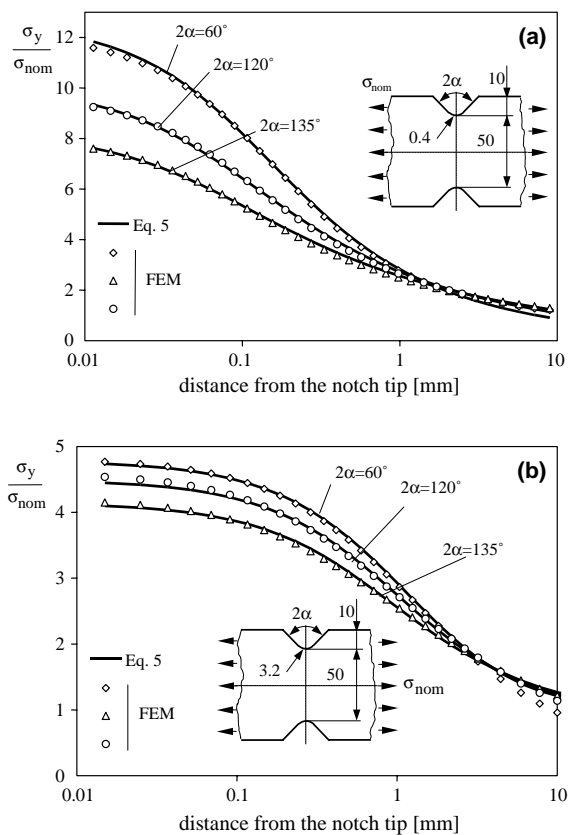 σy
σnom
12
10
8
6
4
2
0
2α=60°
2α=120°
2α=135°
(a)
σnom
2α
10
0.4
50
Eq. 5
FEM
0.01
0.1
1
10
distance from the notch tip [mm]
σy
σnom
5
4
3
2
1
0
2α=60°
2α=120°
2α=135°
(b)
2α
10
3.2
50
σnom
Eq. 5
FEM
0.01
0.1
1
10
distance from the notch tip [mm]